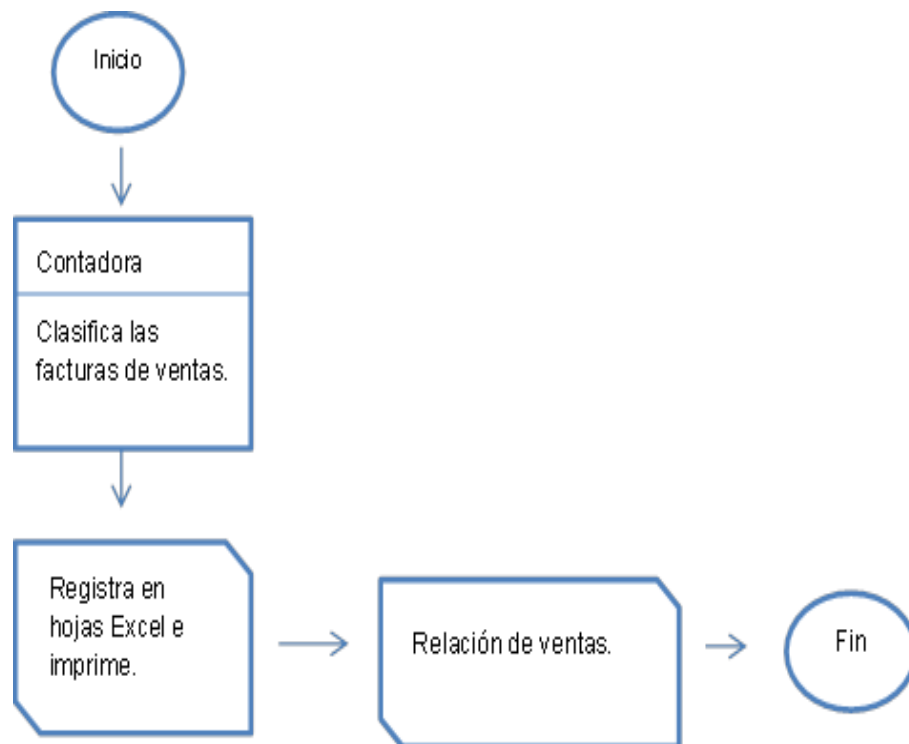 Inicio
Contadora
Clasifica las
facturas de ventas.
Registra en
hojas Excel e
imprime.
Relación de ventas.
Fin